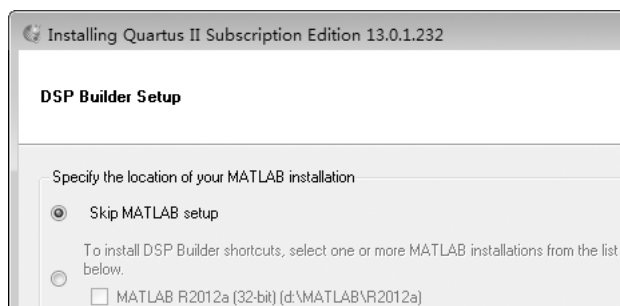 Installing Quartus II Subscription Edition 13.0.1.232
DSP Builder Setup
Specify the location of your MATLAB installation
Skip MATLAB setup
To install DSP Builder shortcuts, select one or more MATLAB installations from the list
below.
MATLAB R2012a (32-bit) (d:\MATLAB\R2012a)